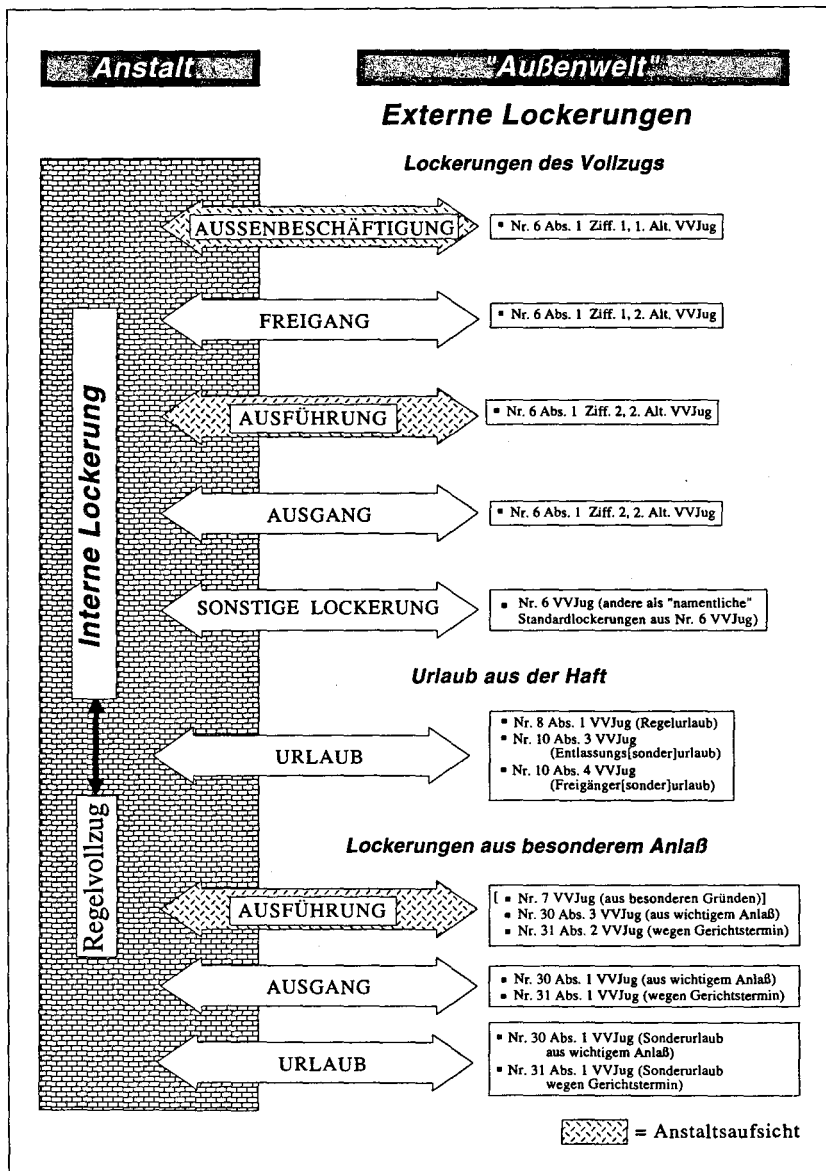 Anstalt
"Außenwelt"
Externe Lockerungen
Lockerungen des Vollzugs
AUSSENBESCHÄFTIGUNG
▪ Nr. 6 Abs. 1 Ziff. 1, 1. Alt. VVJug
FREIGANG
▪ Nr. 6 Abs. 1 Ziff. 1, 2. Alt. VVJug
AUSFÜHRUNG
▪ Nr. 6 Abs. 1 Ziff. 2, 2. Alt. VVJug
AUSGANG
▪ Nr. 6 Abs. 1 Ziff. 2, 2. Alt. VVJug
SONSTIGE LOCKERUNG
▪ Nr. 6 VVJug (andere als "namentliche"
Standardlockerungen aus Nr. 6 VVJug)
Interne Lockerung
Urlaub aus der Haft
URLAUB
▪ Nr. 8 Abs. 1 VVJug (Regelurlaub)
▪ Nr. 10 Abs. 3 VVJug
(Entlassungs[sonder]urlaub)
▪ Nr. 10 Abs. 4 VVJug
(Freigänger[sonder]urlaub)
Regelvollzug
Lockerungen aus besonderem Anlaß
AUSFÜHRUNG
[ ▪ Nr. 7 VVJug (aus besonderen Gründen)]
▪ Nr. 30 Abs. 3 VVJug (aus wichtigem Anlaß)
▪ Nr. 31 Abs. 2 VVJug (wegen Gerichtstermin)
AUSGANG
▪ Nr. 30 Abs. 1 VVJug (aus wichtigem Anlaß)
▪ Nr. 31 Abs. 1 VVJug (wegen Gerichtstermin)
URLAUB
▪ Nr. 30 Abs. 1 VVJug (Sonderurlaub
aus wichtigem Anlaß)
▪ Nr. 31 Abs. 1 VVJug (Sonderurlaub
wegen Gerichtstermin)
= Anstaltsaufsicht